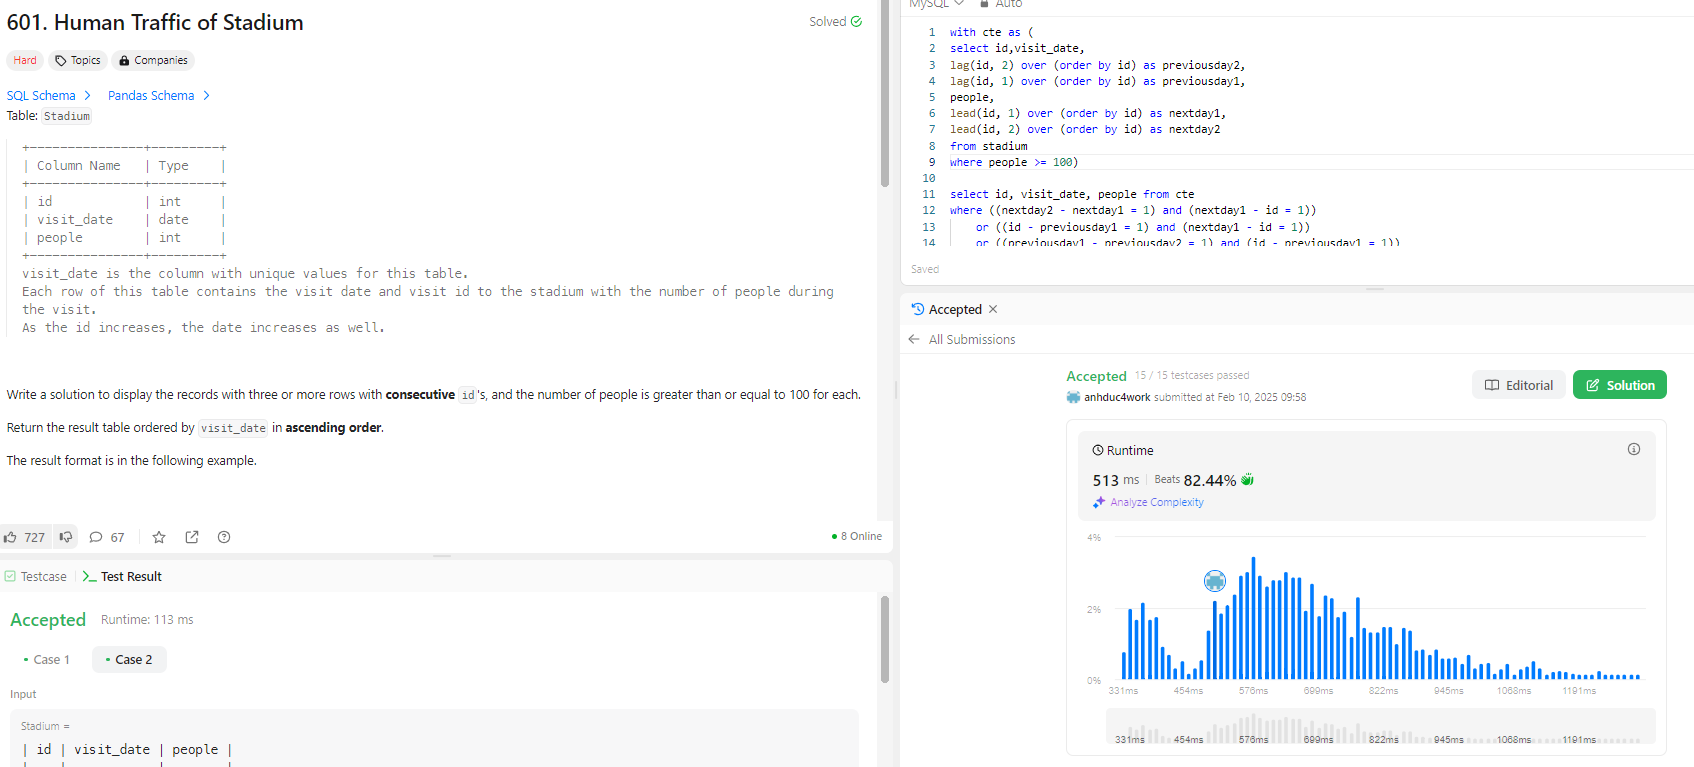 601. Human Traffic of Stadium
Solved
Hard
Topics
Companies
SQL Schema
Pandas Schema
Table: Stadium
+---------------+---------+
| Column Name   | Type    |
+---------------+---------+
| id            | int     |
| visit_date    | date    |
| people        | int     |
+---------------+---------+
visit_date is the column with unique values for this table.
Each row of this table contains the visit date and visit id to the stadium with the number of people during
the visit.
As the id increases, the date increases as well.
Write a solution to display the records with three or more rows with consecutive id's, and the number of people is greater than or equal to 100 for each.
Return the result table ordered by visit_date in ascending order.
The result format is in the following example.
727
67
8 Online
Testcase
Test Result
Accepted
Runtime: 113 ms
Case 1
Case 2
Input
Stadium =
| id | visit_date | people |
MySQL
Auto
1 with cte as (
2 select id,visit_date,
3 lag(id, 2) over (order by id) as previousday2,
4 lag(id, 1) over (order by id) as previousday1,
5 people,
6 lead(id, 1) over (order by id) as nextday1,
7 lead(id, 2) over (order by id) as nextday2
8 from stadium
9 where people >= 100)
10
11 select id, visit_date, people from cte
12 where ((nextday2 - nextday1 = 1) and (nextday1 - id = 1))
13 or ((id - previousday1 = 1) and (nextday1 - id = 1))
14 or ((previousday1 - previousday2 = 1) and (id - previousday1 = 1))
Saved
Accepted
All Submissions
Accepted 15 / 15 testcases passed
anhduc4work submitted at Feb 10, 2025 09:58
Editorial
Solution
Runtime
513 ms
Beats 82.44%
Analyze Complexity
4%
2%
0%
331ms 454ms 576ms 699ms 822ms 945ms 1068ms 1191ms
331ms 454ms 576ms 699ms 822ms 945ms 1068ms 1191ms